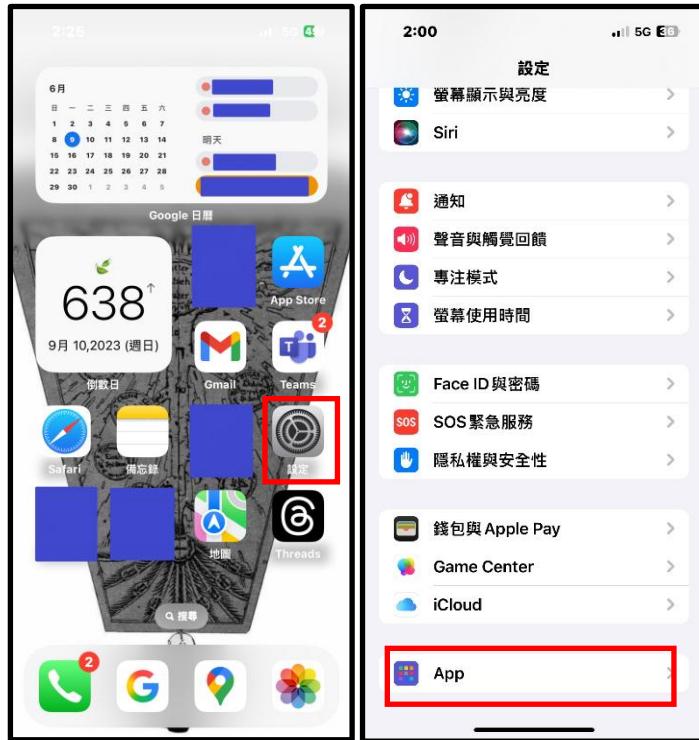 2:26
5G 49
6月
日 一 二 三 四 五 六
1 2 3 4 5 6 7
8 9 10 11 12 13 14
15 16 17 18 19 20 21
22 23 24 25 26 27 28
29 30 1 2 3 4 5
明天
Google 日曆
638↑
9月 10,2023 (週日)
倒數日
App Store
Gmail
2
Teams
Safari
備忘錄
設定
地圖
Threads
搜尋
2
2:00
5G 36
設定
螢幕顯示與亮度
Siri
通知
聲音與觸覺回饋
專注模式
螢幕使用時間
Face ID 與密碼
SOS SOS 緊急服務
隱私權與安全性
錢包與 Apple Pay
Game Center
iCloud
App